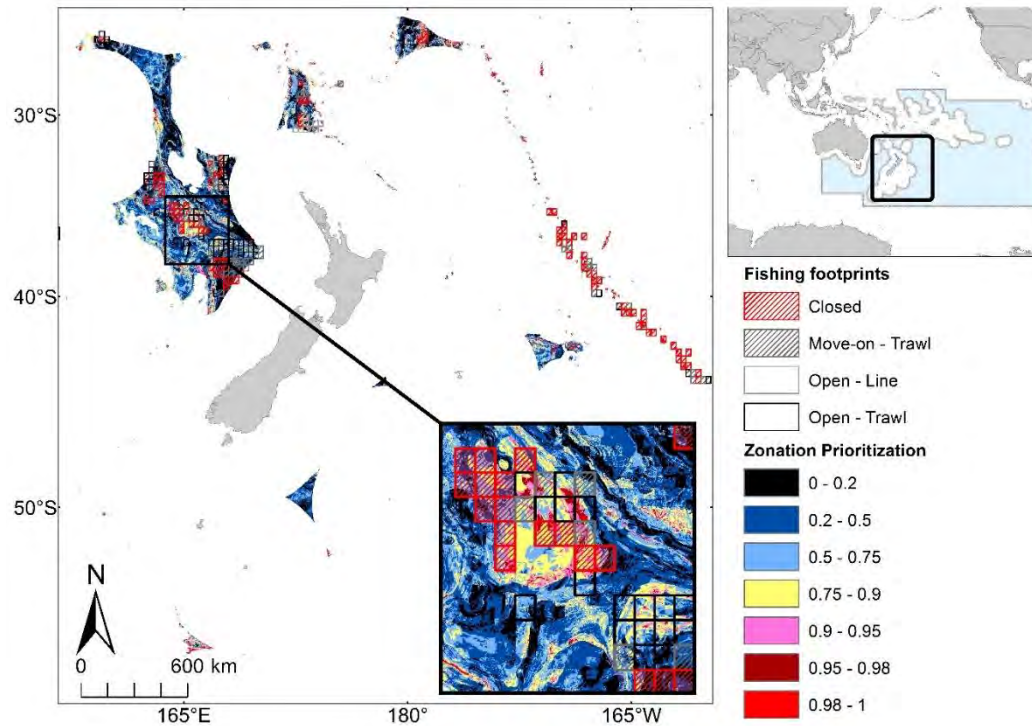 30°S
40°S
50°S
165°E
180°
165°W
N
0
600 km
Fishing footprints
Closed
Move-on - Trawl
Open - Line
Open - Trawl
Zonation Prioritization
0 - 0.2
0.2 - 0.5
0.5 - 0.75
0.75 - 0.9
0.9 - 0.95
0.95 - 0.98
0.98 - 1